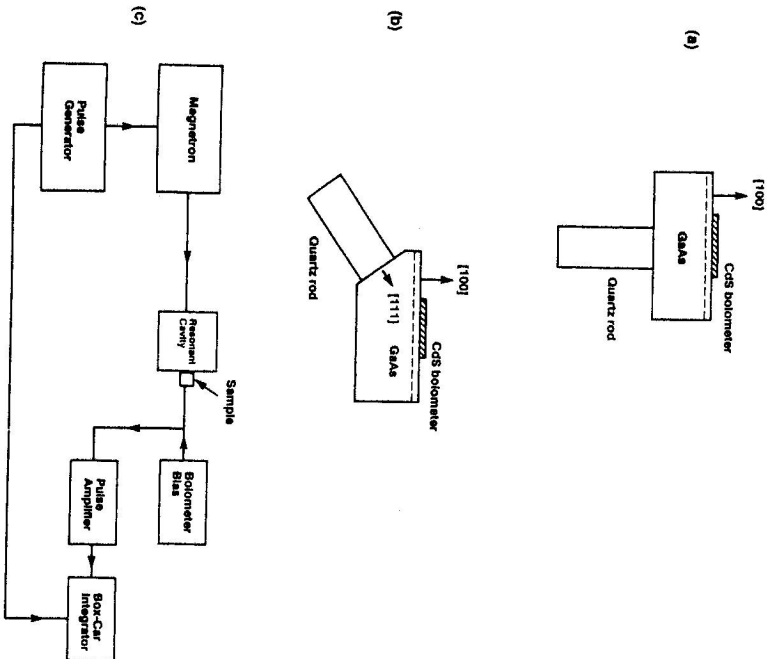 (a)
[100]
CdS bolometer
GaAs
Quartz rod
(b)
[100]
CdS bolometer
GaAs
[111]
Quartz rod
(c)
Magnetron
Resonant
Cavity
Sample
Bolometer
Bias
Pulse
Generator
Pulse
Amplifier
Box-Car
Integrator